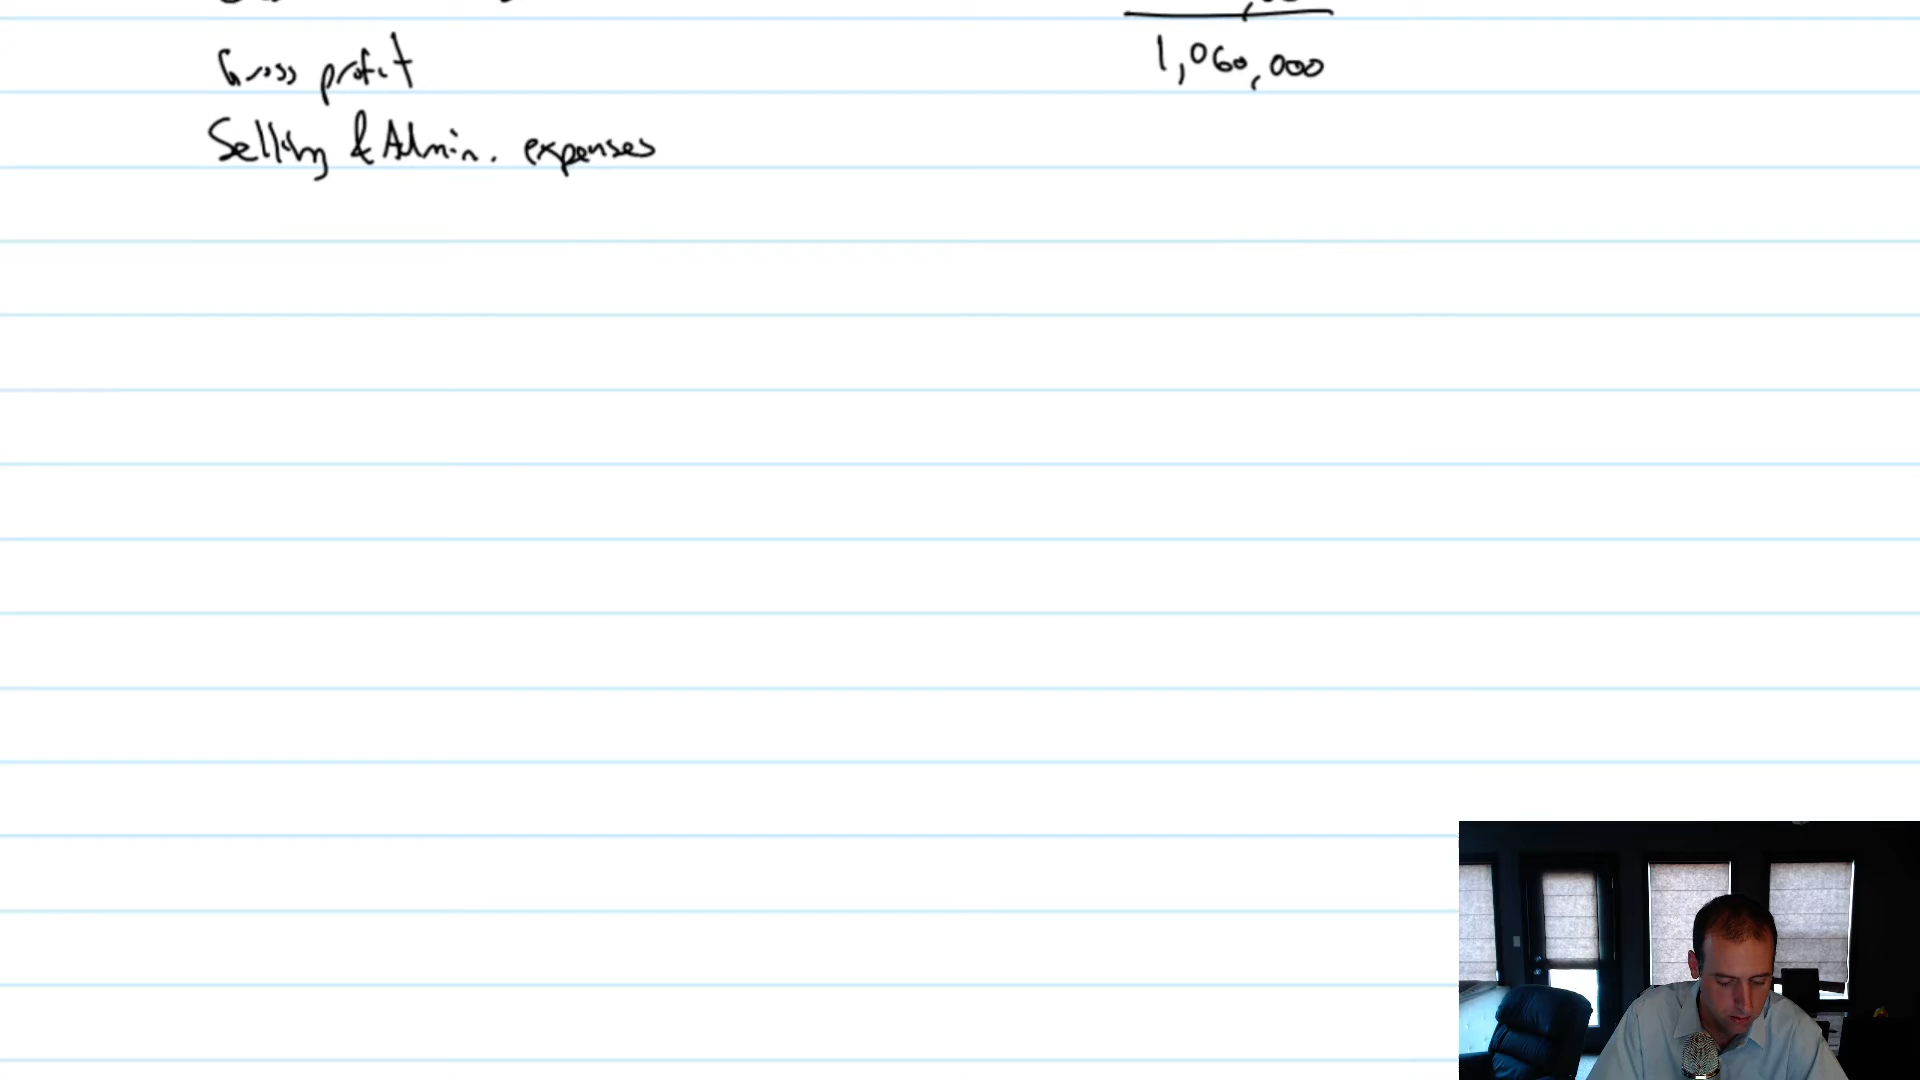 Gross profit 1,060,000
Selling & Admin. expenses